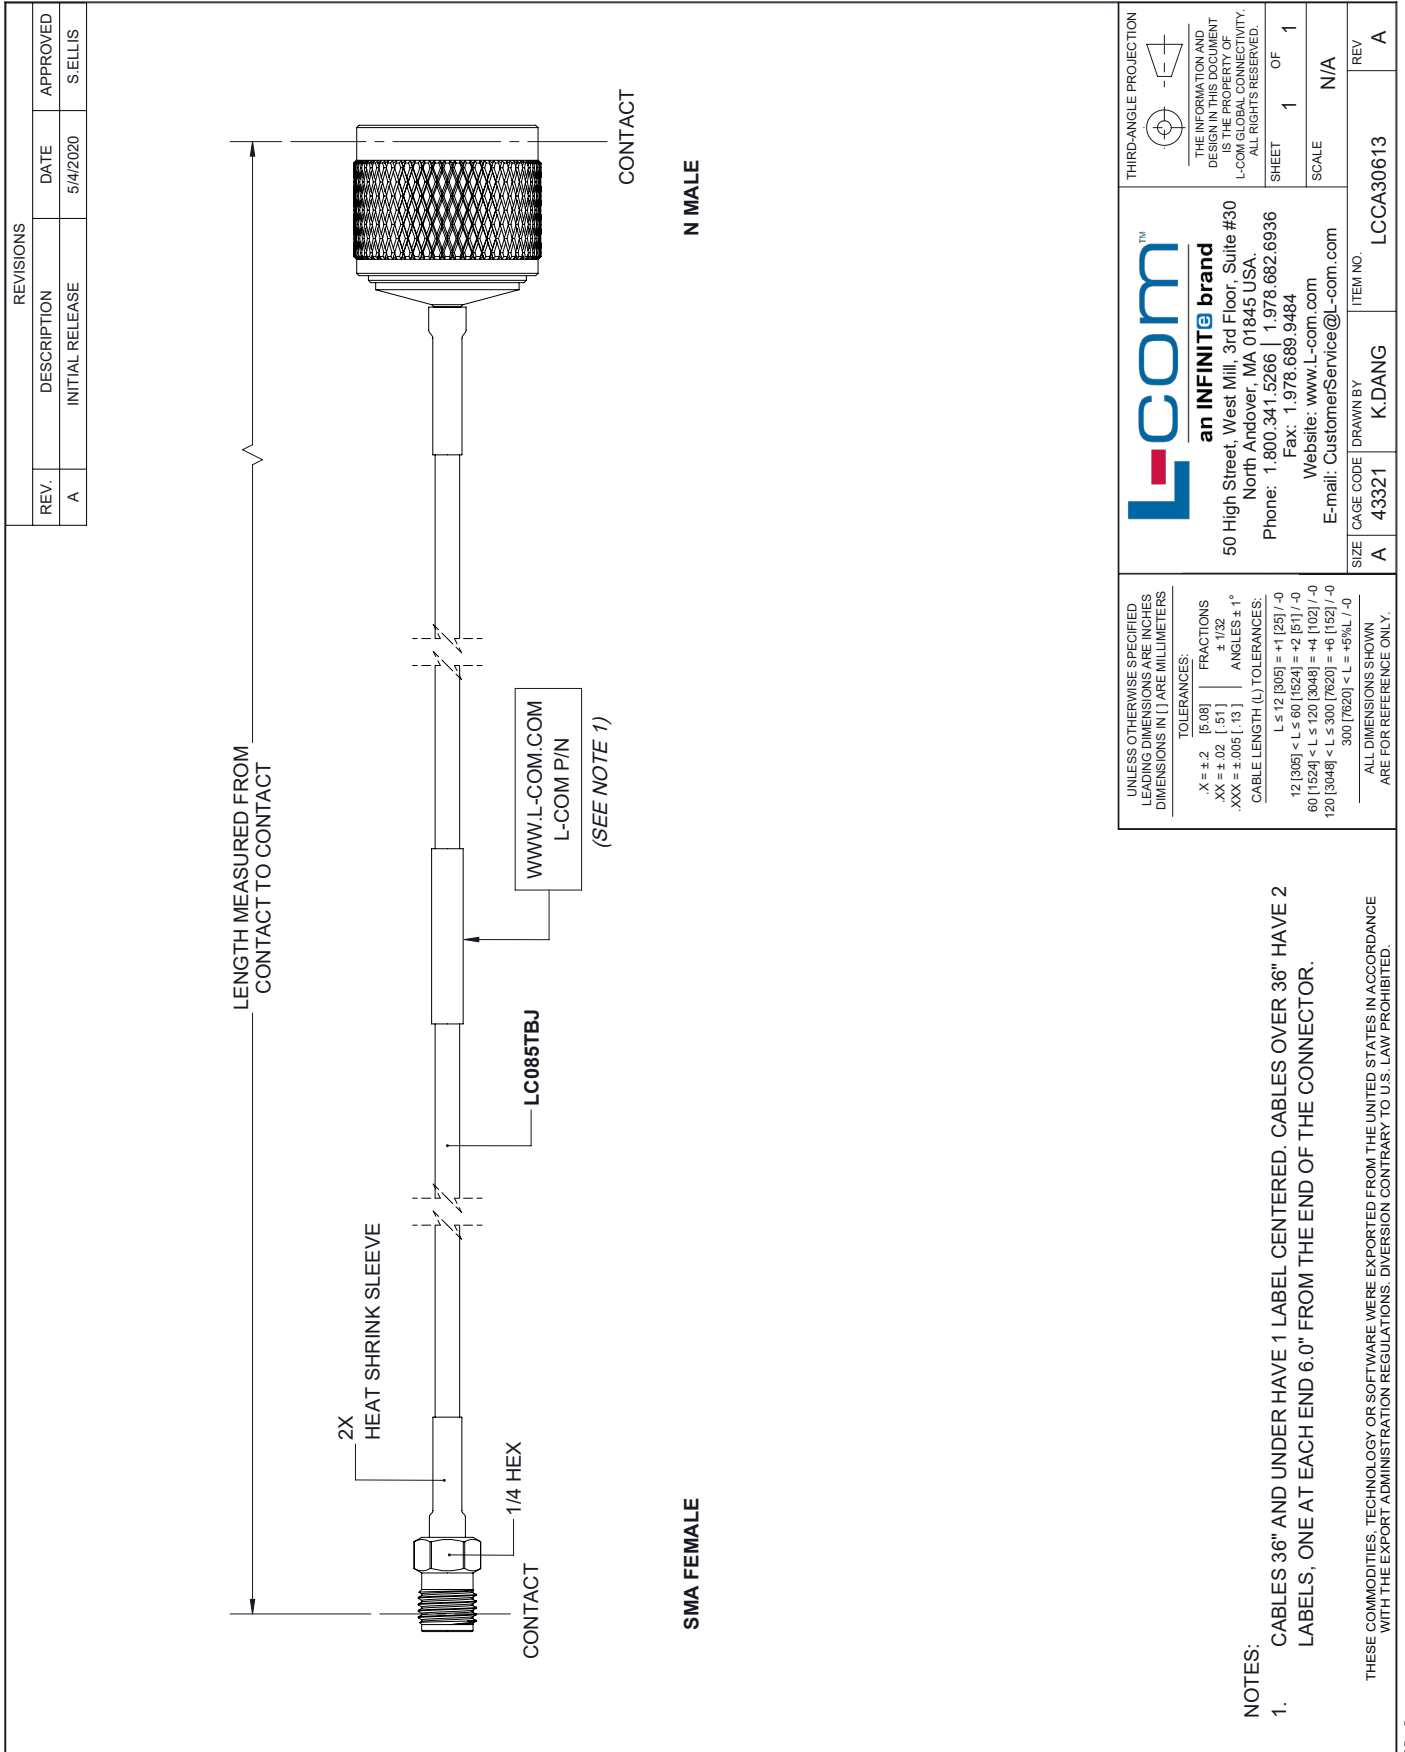 REVISIONS
REV. DESCRIPTION DATE APPROVED
A INITIAL RELEASE 5/4/2020 S.ELLIS
LENGTH MEASURED FROM
CONTACT TO CONTACT
2X
HEAT SHRINK SLEEVE
1/4 HEX
CONTACT
LC085TBJ
WWW.L-COM.COM
L-COM P/N
(SEE NOTE 1)
CONTACT
SMA FEMALE
N MALE
NOTES:
1. CABLES 36" AND UNDER HAVE 1 LABEL CENTERED. CABLES OVER 36" HAVE 2
LABELS, ONE AT EACH END 6.0" FROM THE END OF THE CONNECTOR.
THESE COMMODITIES, TECHNOLOGY OR SOFTWARE WERE EXPORTED FROM THE UNITED STATES IN ACCORDANCE
WITH THE EXPORT ADMINISTRATION REGULATIONS. DIVERSION CONTRARY TO U.S. LAW PROHIBITED.
UNLESS OTHERWISE SPECIFIED
LEADING DIMENSIONS ARE INCHES
DIMENSIONS IN [ ] ARE MILLIMETERS
TOLERANCES:
.X = ± .2 [5.08] FRACTIONS
.XX = ± .02 [ .51 ] ± 1/32
.XXX = ± .005 [ .13 ] ANGLES ± 1°
CABLE LENGTH (L) TOLERANCES:
L ≤ 12 [305] = +1 [25] / -0
12 [305] < L ≤ 60 [1524] = +2 [51] / -0
60 [1524] < L ≤ 120 [3048] = +4 [102] / -0
120 [3048] < L ≤ 300 [7620] = +6 [152] / -0
300 [7620] < L = +5%L / -0
ALL DIMENSIONS SHOWN
ARE FOR REFERENCE ONLY.
L-com™
an INFINITe brand
50 High Street, West Mill, 3rd Floor, Suite #30
North Andover, MA 01845 USA.
Phone: 1.800.341.5266 | 1.978.682.6936
Fax: 1.978.689.9484
Website: www.L-com.com
E-mail: CustomerService@L-com.com
THIRD-ANGLE PROJECTION
THE INFORMATION AND
DESIGN IN THIS DOCUMENT
IS THE PROPERTY OF
L-COM GLOBAL CONNECTIVITY.
ALL RIGHTS RESERVED.
SHEET 1 OF 1
SCALE N/A
SIZE CAGE CODE DRAWN BY ITEM NO. REV
A 43321 K.DANG LCCA30613 A